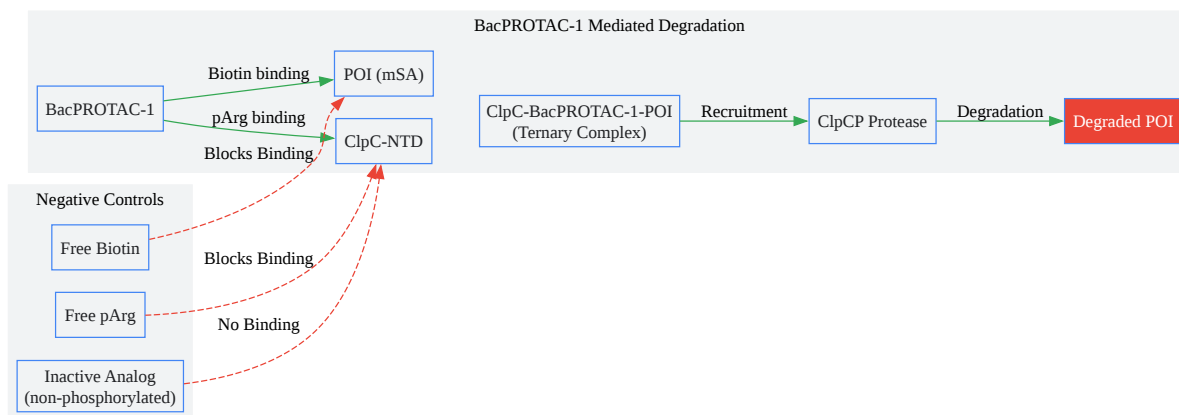 BacPROTAC-1 Mediated Degradation
BacPROTAC-1
Biotin binding
pArg binding
Blocks Binding
POI (mSA)
ClpC-NTD
ClpC-BacPROTAC-1-POI
(Ternary Complex)
Recruitment
ClpCP Protease
Degradation
Degraded POI
Negative Controls
Free Biotin
Free pArg
Inactive Analog
(non-phosphorylated)
Blocks Binding
No Binding